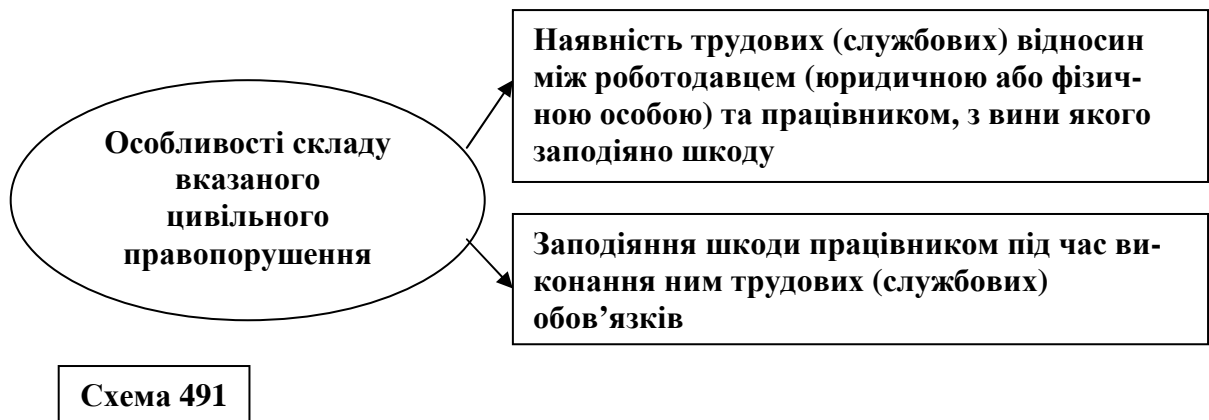 Особливості складу
вказаного
цивільного
правопорушення
Наявність трудових (службових) відносин
між роботодавцем (юридичною або фізич-
ною особою) та працівником, з вини якого
заподіяно шкоду
Заподіяння шкоди працівником під час ви-
конання ним трудових (службових)
обов’язків
Схема 491